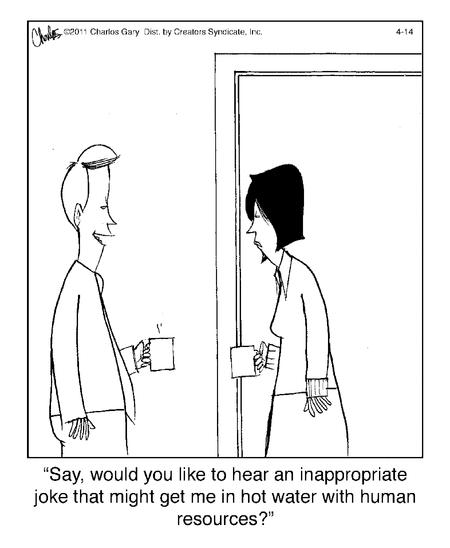 Charlos ©2011 Charlos Gary Dist. by Creators Syndicate, Inc. 4-14
“Say, would you like to hear an inappropriate
joke that might get me in hot water with human
resources?”